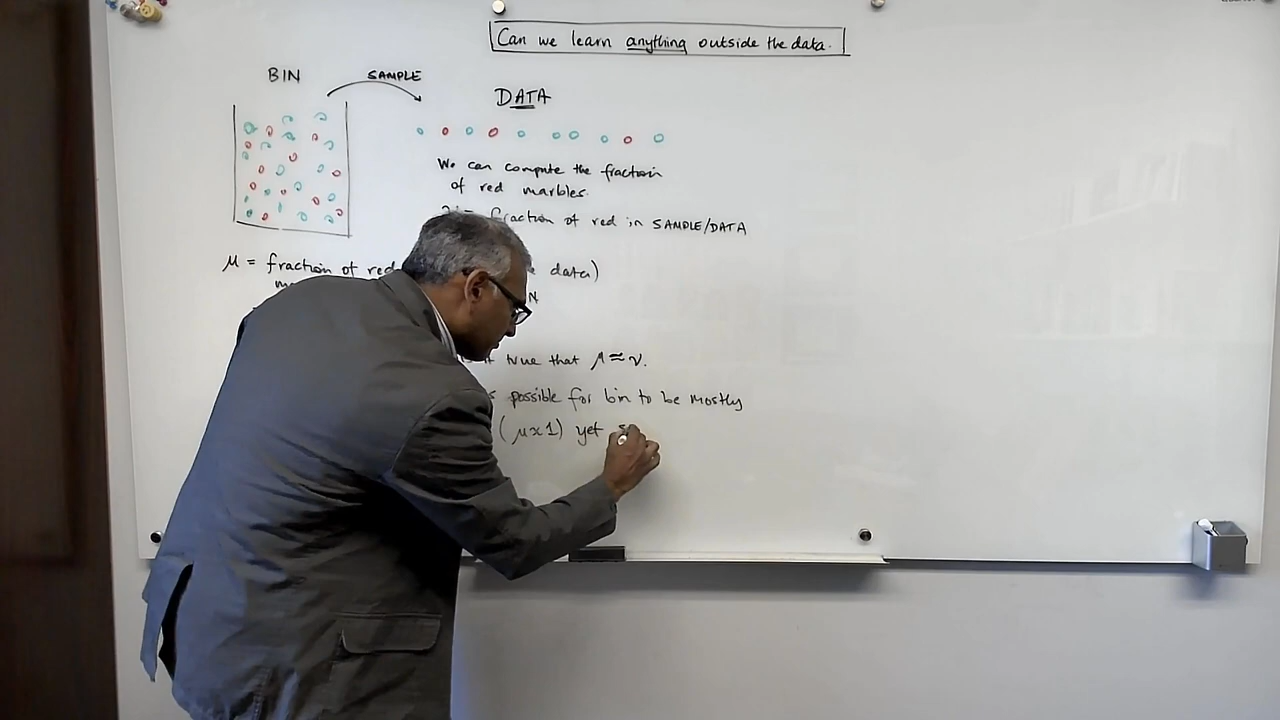 Can we learn anything outside the data.
BIN
SAMPLE
DATA
We can compute the fraction
of red marbles.
fraction of red in SAMPLE/DATA
μ = fraction of red
data)
N
true that μ ≈ ν.
possible for bin to be mostly
(μ≈1) yet